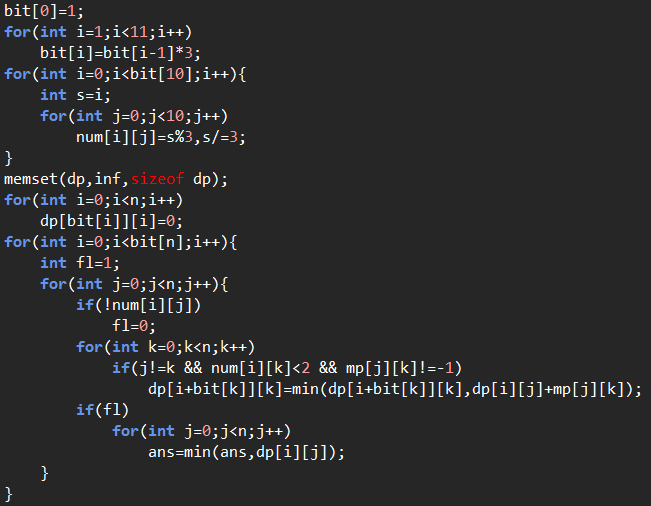 bit[0]=1;
for(int i=1;i<11;i++)
    bit[i]=bit[i-1]*3;
for(int i=0;i<bit[10];i++){
    int s=i;
    for(int j=0;j<10;j++)
        num[i][j]=s%3,s/=3;
}
memset(dp,inf,sizeof dp);
for(int i=0;i<n;i++)
    dp[bit[i]][i]=0;
for(int i=0;i<bit[n];i++){
    int fl=1;
    for(int j=0;j<n;j++){
        if(!num[i][j])
            fl=0;
        for(int k=0;k<n;k++)
            if(j!=k && num[i][k]<2 && mp[j][k]!=-1)
                dp[i+bit[k]][k]=min(dp[i+bit[k]][k],dp[i][j]+mp[j][k]);
        if(fl)
            for(int j=0;j<n;j++)
                ans=min(ans,dp[i][j]);
    }
}